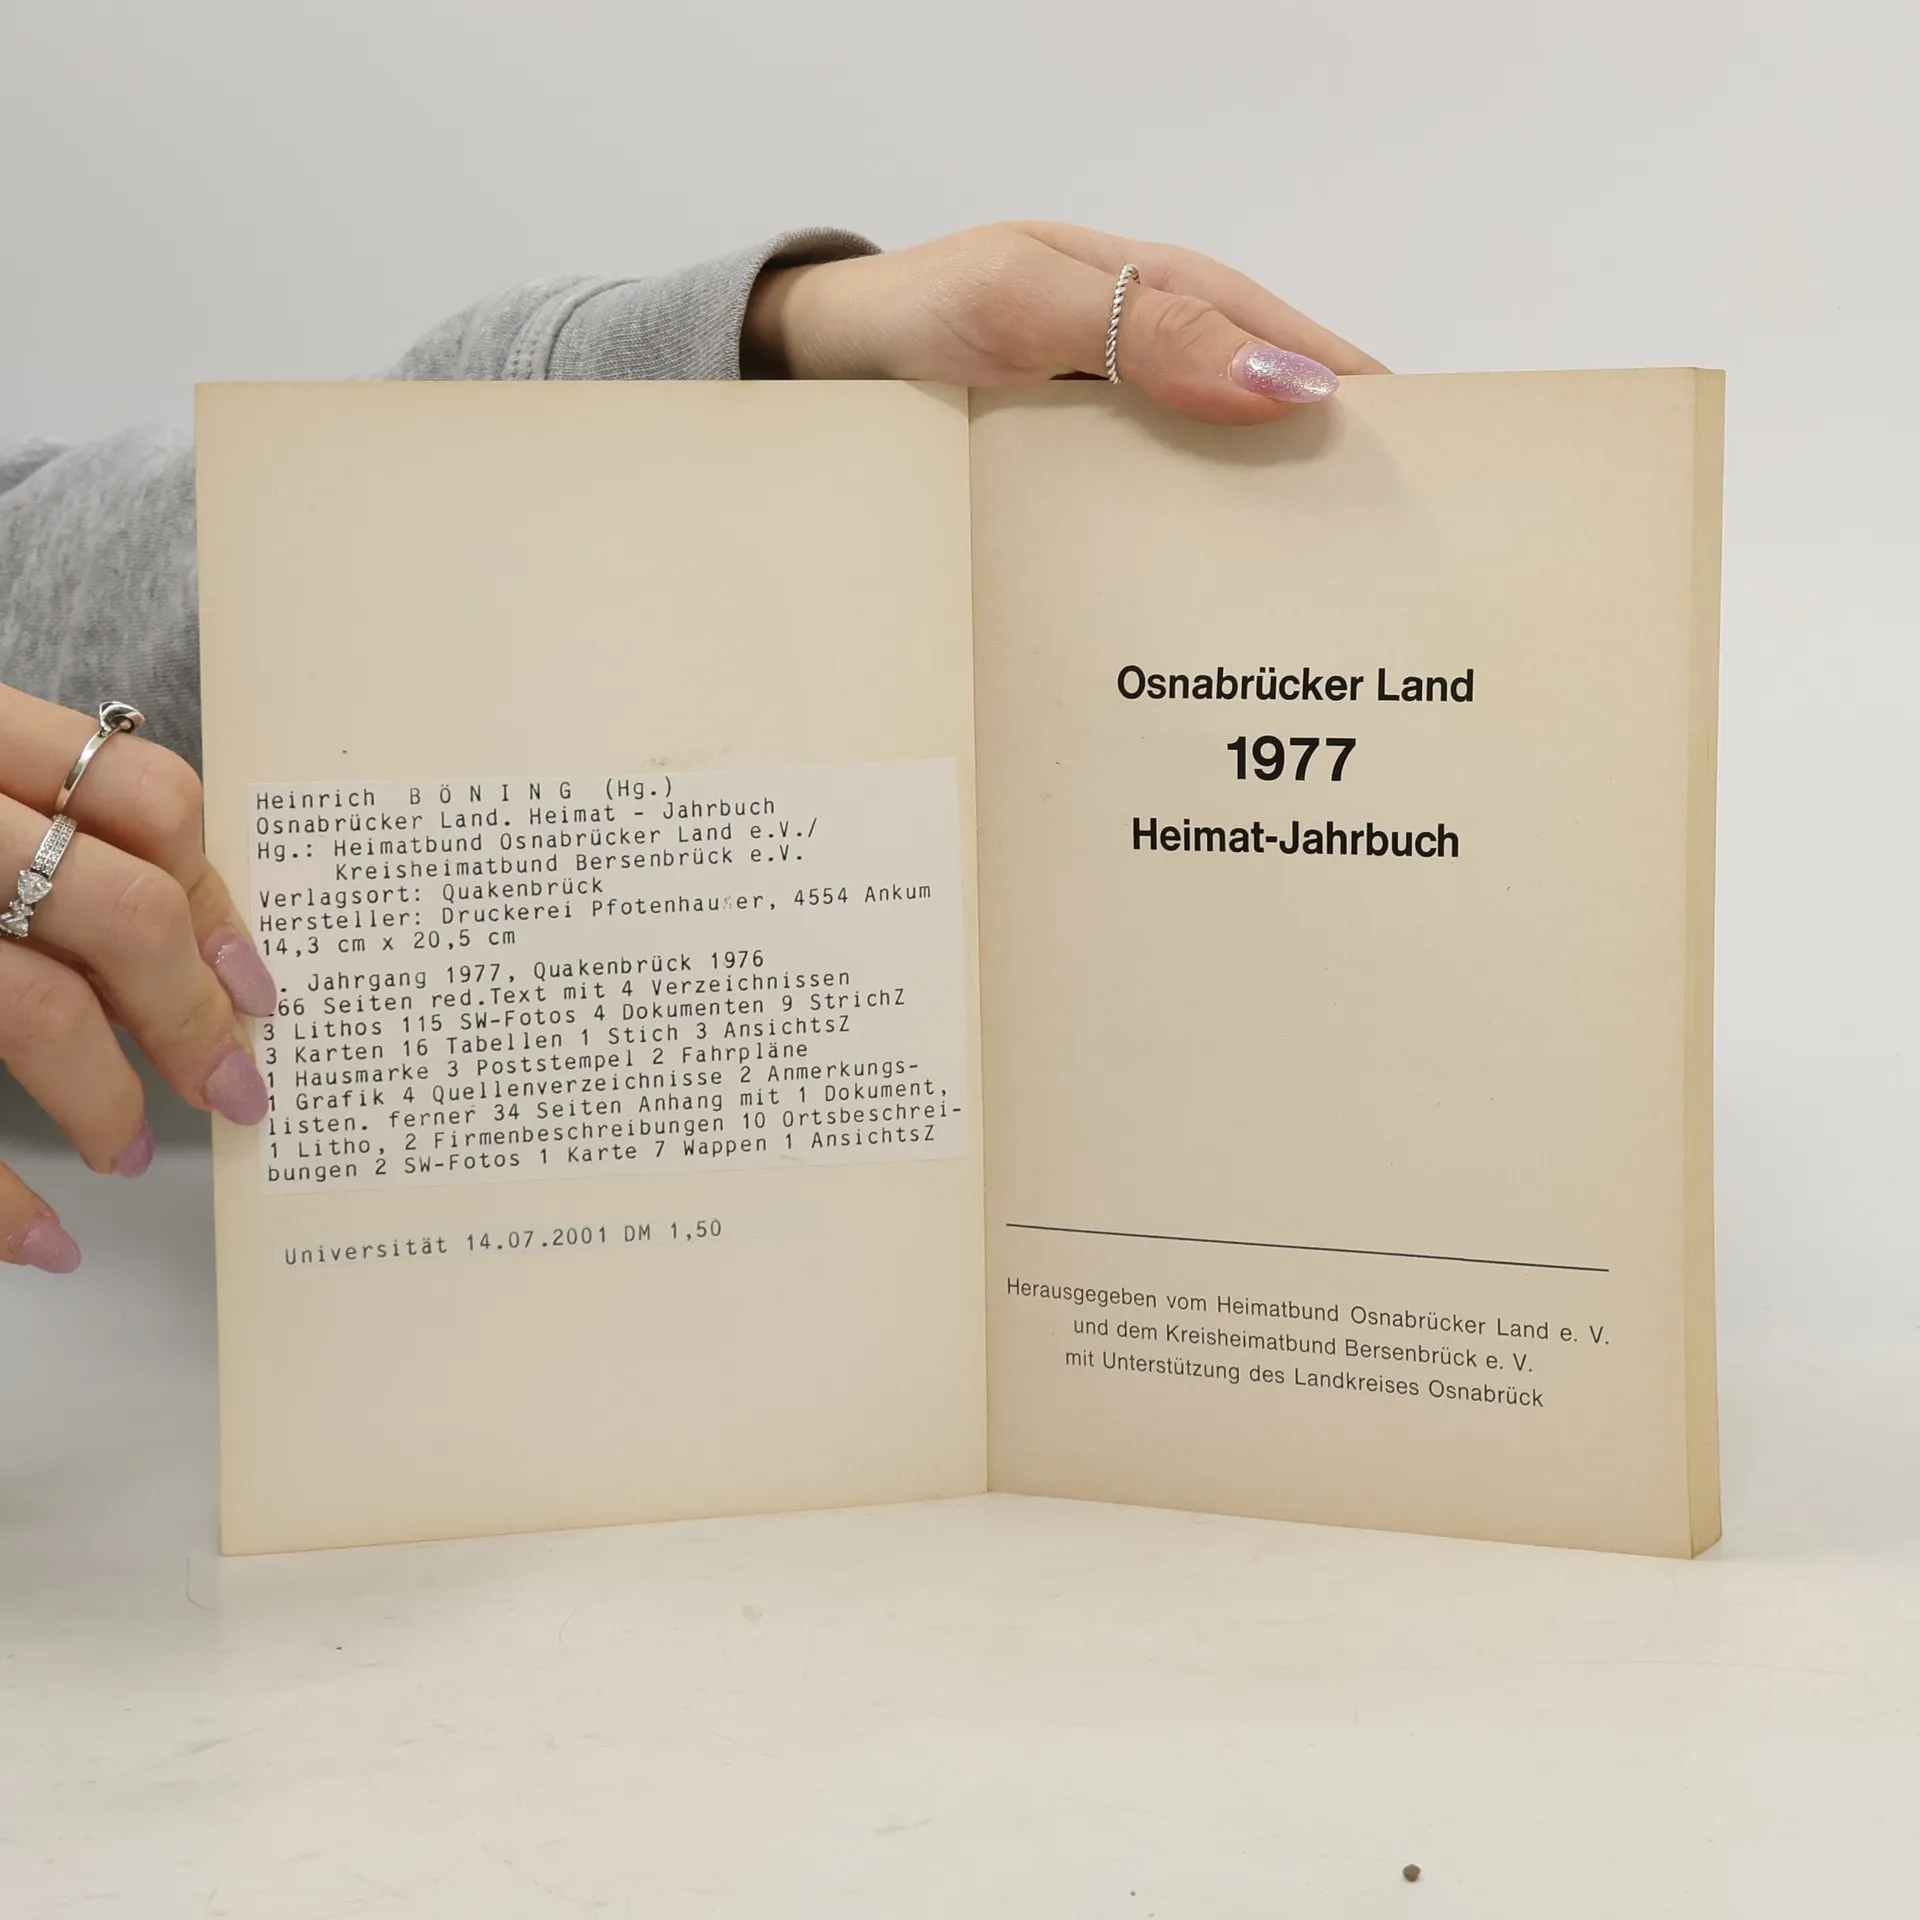 Heinrich B Ö N I N G (Hg.)
Osnabrücker Land. Heimat - Jahrbuch
Hg.: Heimatbund Osnabrücker Land e.V./
Kreisheimatbund Bersenbrück e.V.
Verlagsort: Quakenbrück
Hersteller: Druckerei Pfotenhauer, 4554 Ankum
14,3 cm x 20,5 cm
. Jahrgang 1977, Quakenbrück 1976
Seiten red.Text mit 4 Verzeichnissen
3 Lithos 115 SW-Fotos 4 Dokumenten 9 StrichZ
3 Karten 16 Tabellen 1 Stich 3 AnsichtsZ
1 Hausmarke 3 Poststempel 2 Fahrpläne
1 Grafik 4 Quellenverzeichnisse 2 Anmerkungs-
listen. ferner 34 Seiten Anhang mit 1 Dokument,
1 Litho, 2 Firmenbeschreibungen 10 Ortsbeschrei-
bungen 2 SW-Fotos 1 Karte 7 Wappen 1 AnsichtsZ
Universität 14.07.2001 DM 1,50
Osnabrücker Land
1977
Heimat-Jahrbuch
Herausgegeben vom Heimatbund Osnabrücker Land e. V.
und dem Kreisheimatbund Bersenbrück e. V.
mit Unterstützung des Landkreises Osnabrück